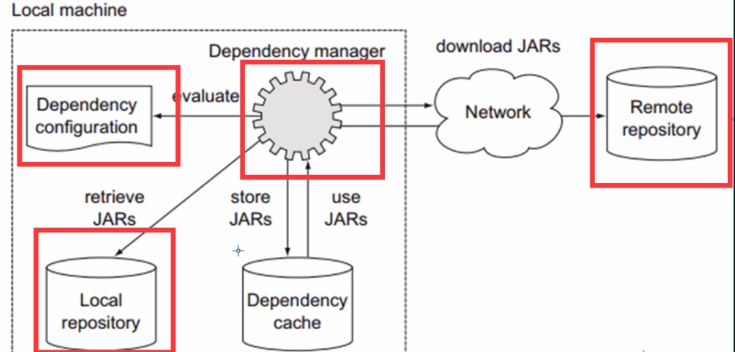 Local machine
Dependency manager
download JARs
evaluate
Dependency
configuration
Network
Remote
repository
retrieve
JARs
store
JARs
use
JARs
Local
repository
Dependency
cache